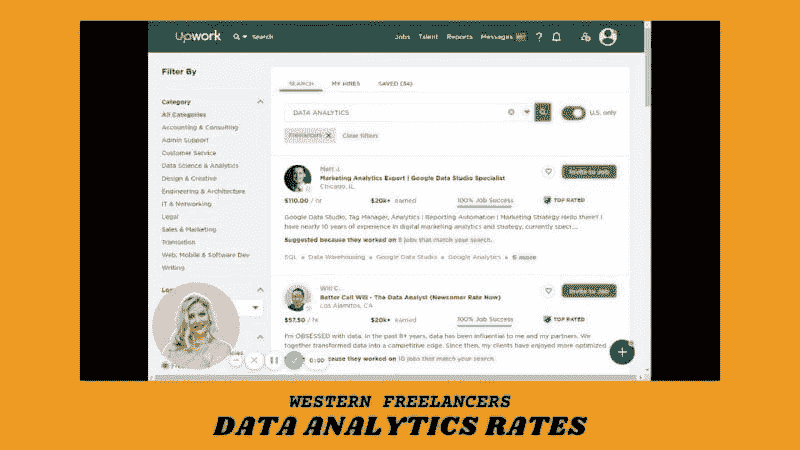 Upwork
Search
Jobs Talent Reports Messages
Filter By
SEARCH MY HIRES SAVED (34)
Category
All Categories
Accounting & Consulting
Admin Support
Customer Service
Data Science & Analytics
Design & Creative
Engineering & Architecture
IT & Networking
Legal
Sales & Marketing
Translation
Web, Mobile & Software Dev
Writing
DATA ANALYTICS
U.S. only
Freelancers
Clear filters
Matt J.
Invite to Job
Marketing Analytics Expert | Google Data Studio Specialist
Chicago, IL
$110.00 / hr $20k+ earned 100% Job Success TOP RATED
Google Data Studio, Tag Manager, Analytics | Reporting Automation | Marketing Strategy Hello there! I
have nearly 10 years of experience in digital marketing analytics and strategy, currently speci ...
Suggested because they worked on 8 jobs that match your search.
SQL Data Warehousing Google Data Studio Google Analytics 6 more
Will C.
Invite to Job
Better Call Will - The Data Analyst (Newcomer Rate Now)
Los Alamitos, CA
$57.50 / hr $20k+ earned 100% Job Success TOP RATED
I'm OBSESSED with data. In the past 8+ years, data has been influential to me and my partners. We
together transformed data into a competitive edge. Since then, my clients have enjoyed more optimized
because they worked on 10 jobs that match your search.
0:00
WESTERN FREELANCERS
DATA ANALYTICS RATES